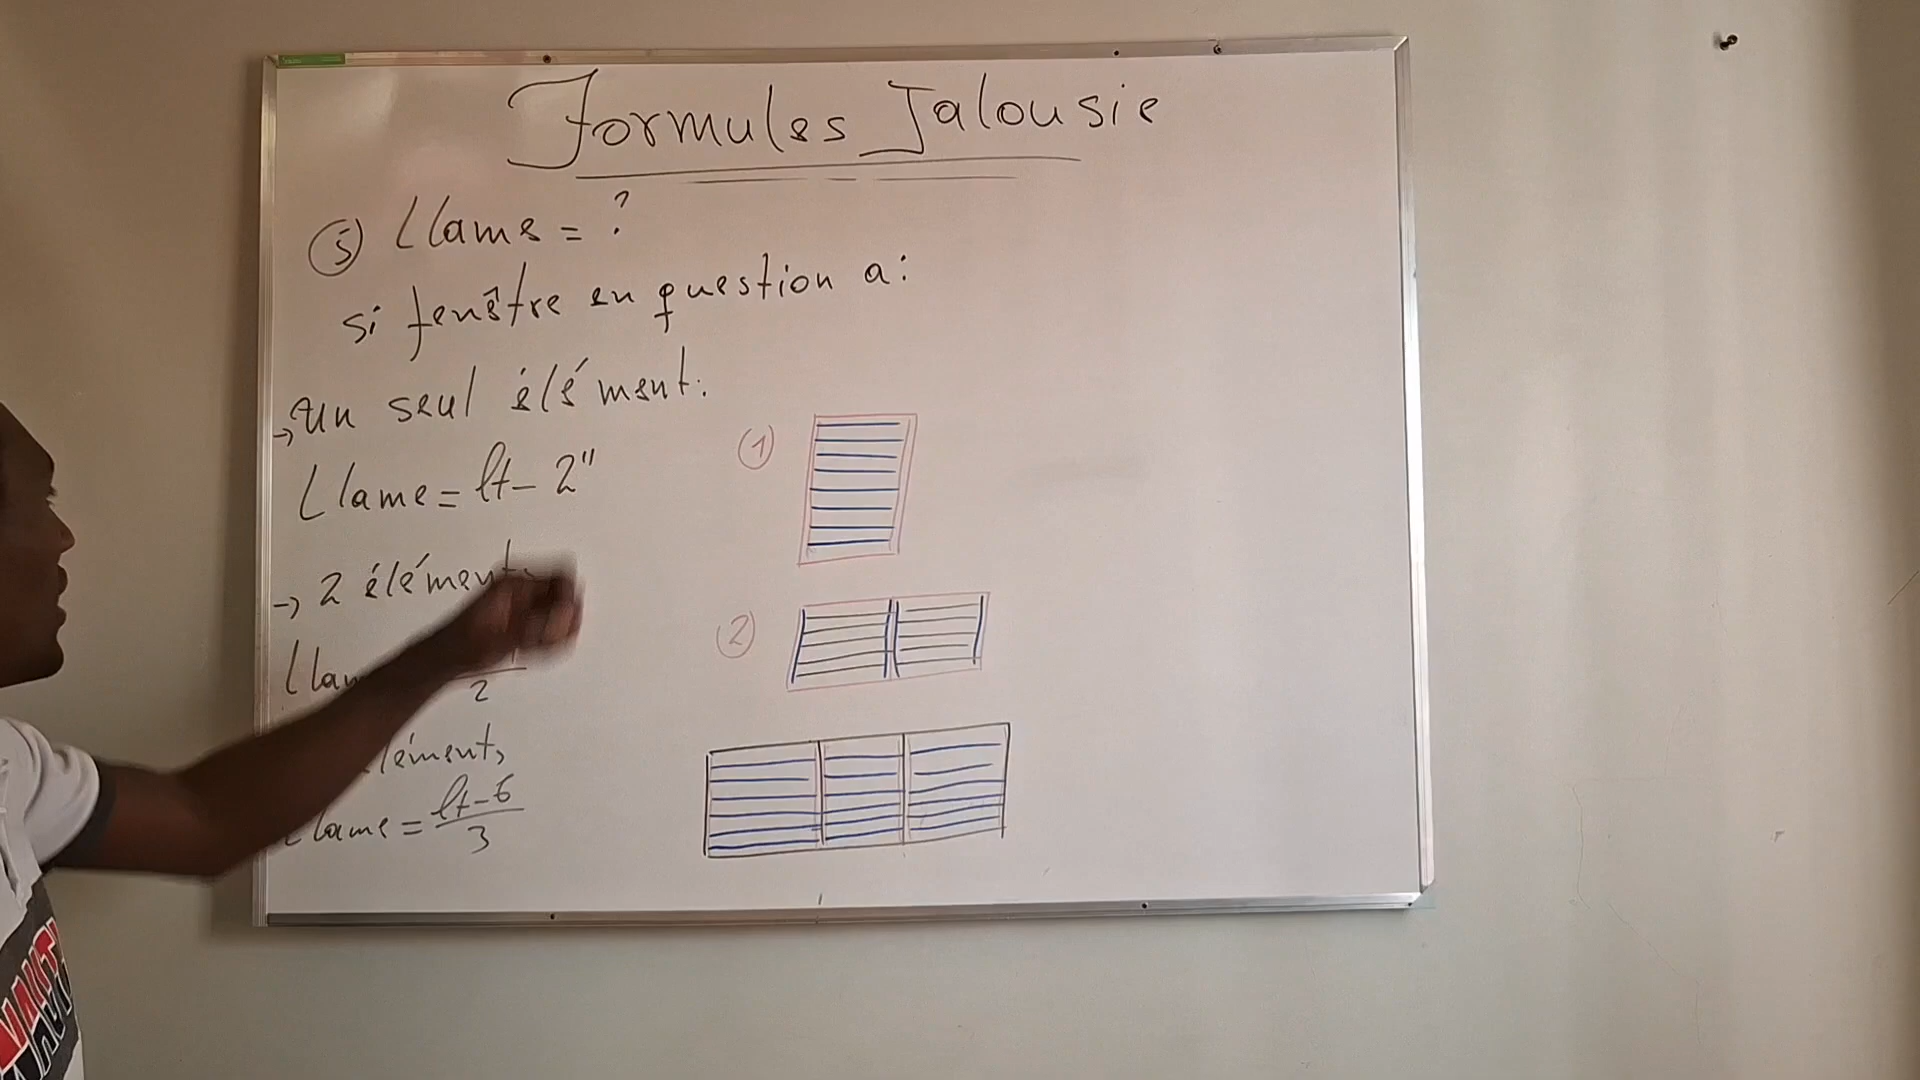 Formules Jalousie
⑤ Llame = ?
si fenêtre en question a:
→ un seul élément.
Llame = lt - 2"
→ 2 éléments
2
lt - 6
Llame = 3
①
②